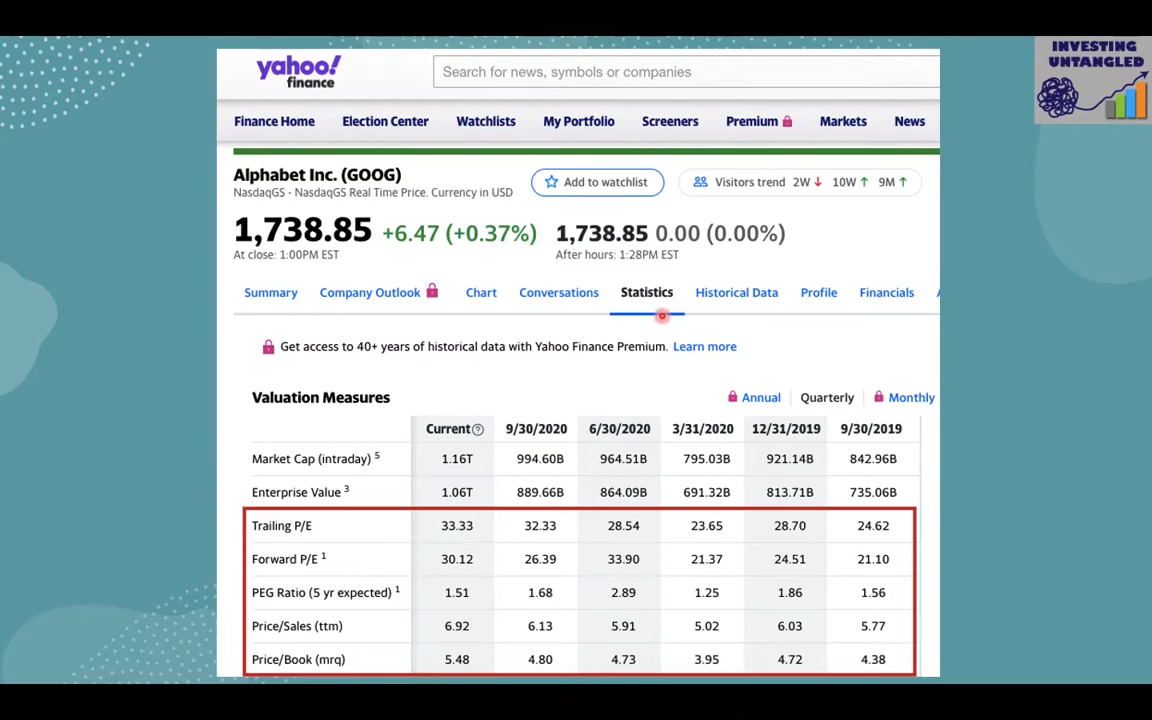 INVESTING
UNTANGLED
yahoo!
finance
Search for news, symbols or companies
Finance Home Election Center Watchlists My Portfolio Screeners Premium Markets News
Alphabet Inc. (GOOG)
NasdaqGS - NasdaqGS Real Time Price. Currency in USD
Add to watchlist
Visitors trend 2W ↓ 10W ↑ 9M ↑
1,738.85 +6.47 (+0.37%) 1,738.85 0.00 (0.00%)
At close: 1:00PM EST After hours: 1:28PM EST
Summary Company Outlook Chart Conversations Statistics Historical Data Profile Financials
Get access to 40+ years of historical data with Yahoo Finance Premium. Learn more
Valuation Measures Annual Quarterly Monthly
Current ? 9/30/2020 6/30/2020 3/31/2020 12/31/2019 9/30/2019
Market Cap (intraday) 5 1.16T 994.60B 964.51B 795.03B 921.14B 842.96B
Enterprise Value 3 1.06T 889.66B 864.09B 691.32B 813.71B 735.06B
Trailing P/E 33.33 32.33 28.54 23.65 28.70 24.62
Forward P/E 1 30.12 26.39 33.90 21.37 24.51 21.10
PEG Ratio (5 yr expected) 1 1.51 1.68 2.89 1.25 1.86 1.56
Price/Sales (ttm) 6.92 6.13 5.91 5.02 6.03 5.77
Price/Book (mrq) 5.48 4.80 4.73 3.95 4.72 4.38